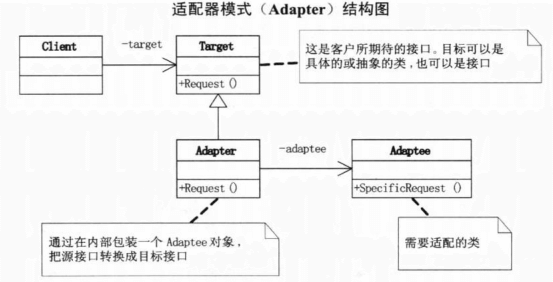 适配器模式（Adapter）结构图
Client
-target
Target
+Request()
这是客户所期待的接口。目标可以是
具体的或抽象的类，也可以是接口
Adapter
+Request()
-adaptee
Adaptee
+SpecificRequest ()
通过在内部包装一个 Adaptee 对象，
把源接口转换成目标接口
需要适配的类